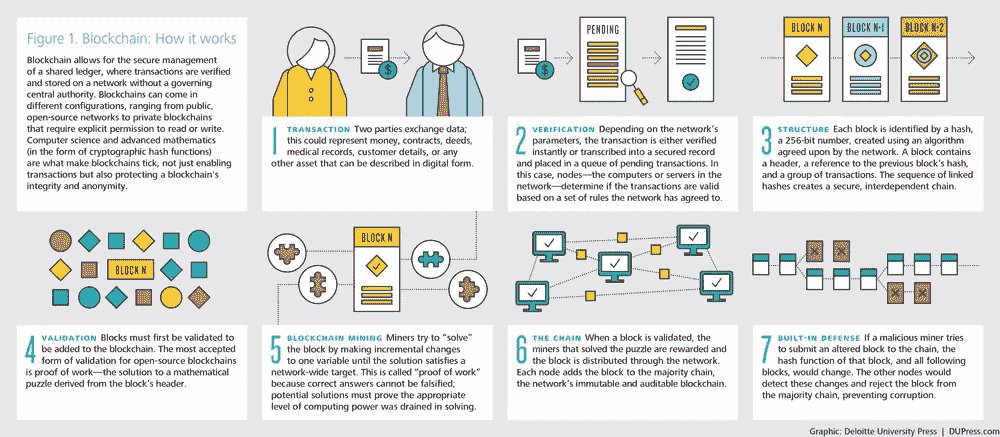 Figure 1. Blockchain: How it works
Blockchain allows for the secure management
of a shared ledger, where transactions are verified
and stored on a network without a governing
central authority. Blockchains can come in
different configurations, ranging from public,
open-source networks to private blockchains
that require explicit permission to read or write.
Computer science and advanced mathematics
(in the form of cryptographic hash functions)
are what make blockchains tick, not just enabling
transactions but also protecting a blockchain's
integrity and anonymity.
$
1 TRANSACTION Two parties exchange data;
this could represent money, contracts, deeds,
medical records, customer details, or any
other asset that can be described in digital form.
PENDING
$
2 VERIFICATION Depending on the network's
parameters, the transaction is either verified
instantly or transcribed into a secured record
and placed in a queue of pending transactions. In
this case, nodes—the computers or servers in the
network—determine if the transactions are valid
based on a set of rules the network has agreed to.
BLOCK N BLOCK N+1 BLOCK N+2
3 STRUCTURE Each block is identified by a hash,
a 256-bit number, created using an algorithm
agreed upon by the network. A block contains
a header, a reference to the previous block's hash,
and a group of transactions. The sequence of linked
hashes creates a secure, interdependent chain.
BLOCK N
4 VALIDATION Blocks must first be validated to
be added to the blockchain. The most accepted
form of validation for open-source blockchains
is proof of work—the solution to a mathematical
puzzle derived from the block's header.
BLOCK N
5 BLOCKCHAIN MINING Miners try to "solve"
the block by making incremental changes
to one variable until the solution satisfies a
network-wide target. This is called "proof of work"
because correct answers cannot be falsified;
potential solutions must prove the appropriate
level of computing power was drained in solving.
6 THE CHAIN When a block is validated, the
miners that solved the puzzle are rewarded and
the block is distributed through the network.
Each node adds the block to the majority chain,
the network's immutable and auditable blockchain.
7 BUILT-IN DEFENSE If a malicious miner tries
to submit an altered block to the chain, the
hash function of that block, and all following
blocks, would change. The other nodes would
detect these changes and reject the block from
the majority chain, preventing corruption.
Graphic: Deloitte University Press | DUPress.com